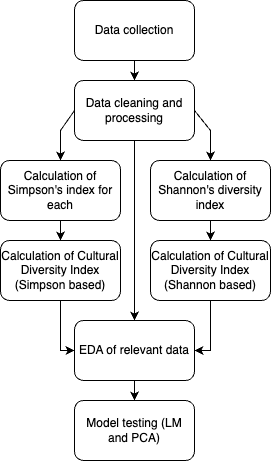 Data collection
Data cleaning and
processing
Calculation of
Simpson's index for
each
Calculation of
Shannon's diversity
index
Calculation of Cultural
Diversity Index
(Simpson based)
Calculation of Cultural
Diversity Index
(Shannon based)
EDA of relevant data
Model testing (LM
and PCA)